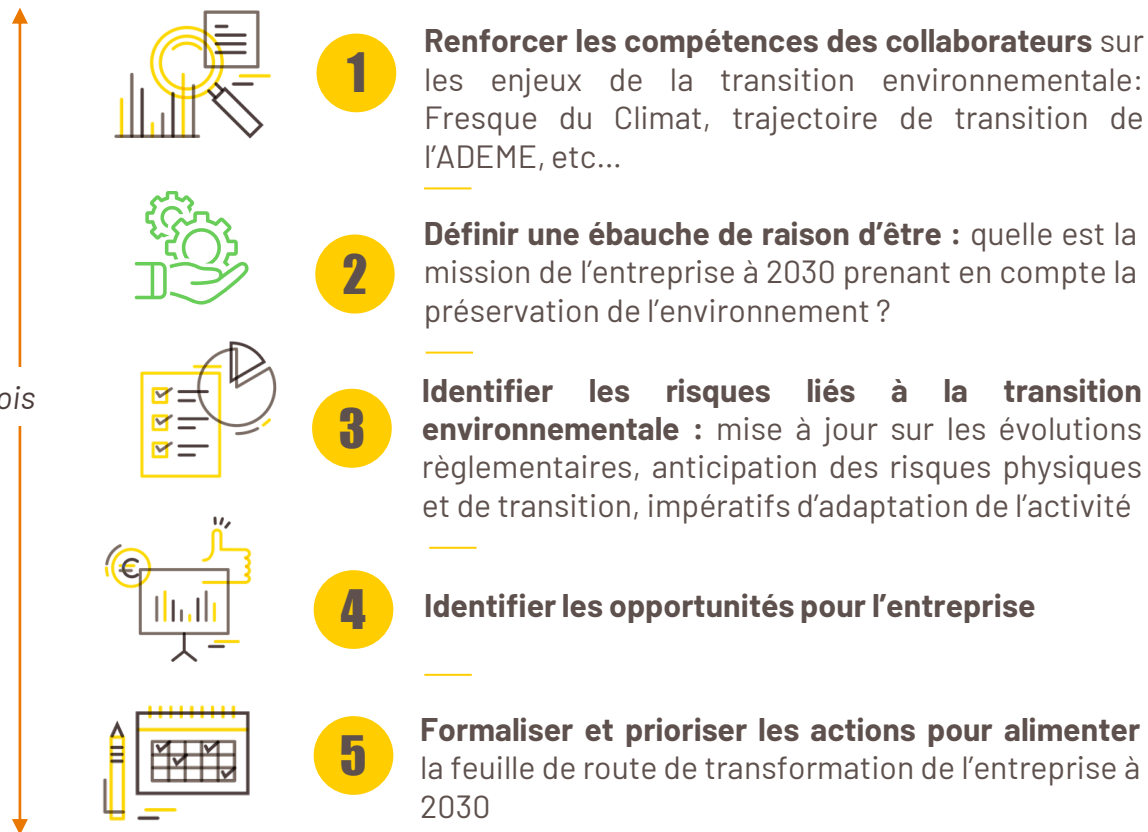 1
Renforcer les compétences des collaborateurs sur
les enjeux de la transition environnementale:
Fresque du Climat, trajectoire de transition de
l’ADEME, etc…
2
Définir une ébauche de raison d’être : quelle est la
mission de l’entreprise à 2030 prenant en compte la
préservation de l’environnement ?
3
Identifier les risques liés à la transition
environnementale : mise à jour sur les évolutions
règlementaires, anticipation des risques physiques
et de transition, impératifs d’adaptation de l’activité
€
4
Identifier les opportunités pour l’entreprise
5
Formaliser et prioriser les actions pour alimenter
la feuille de route de transformation de l’entreprise à
2030